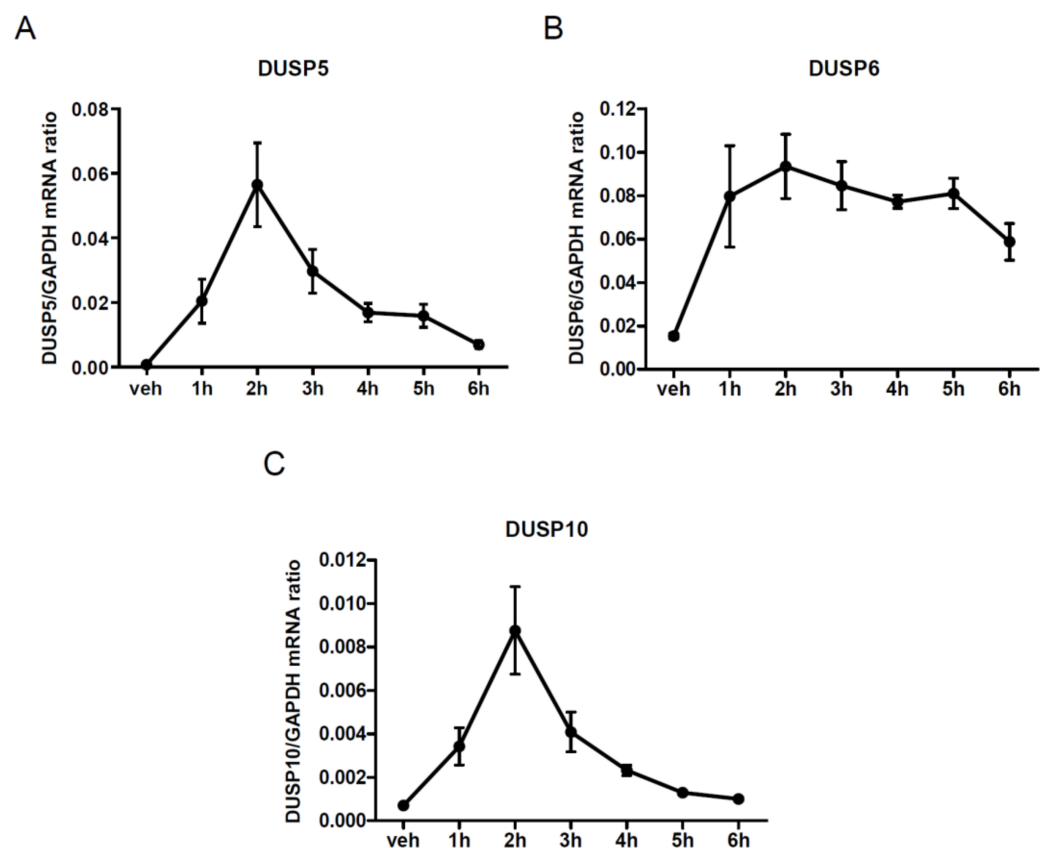 A
DUSP5
DUSP5/GAPDH mRNA ratio
0.08
0.06
0.04
0.02
0.00
veh 1h 2h 3h 4h 5h 6h
B
DUSP6
DUSP6/GAPDH mRNA ratio
0.12
0.10
0.08
0.06
0.04
0.02
0.00
veh 1h 2h 3h 4h 5h 6h
C
DUSP10
DUSP10/GAPDH mRNA ratio
0.012
0.010
0.008
0.006
0.004
0.002
0.000
veh 1h 2h 3h 4h 5h 6h